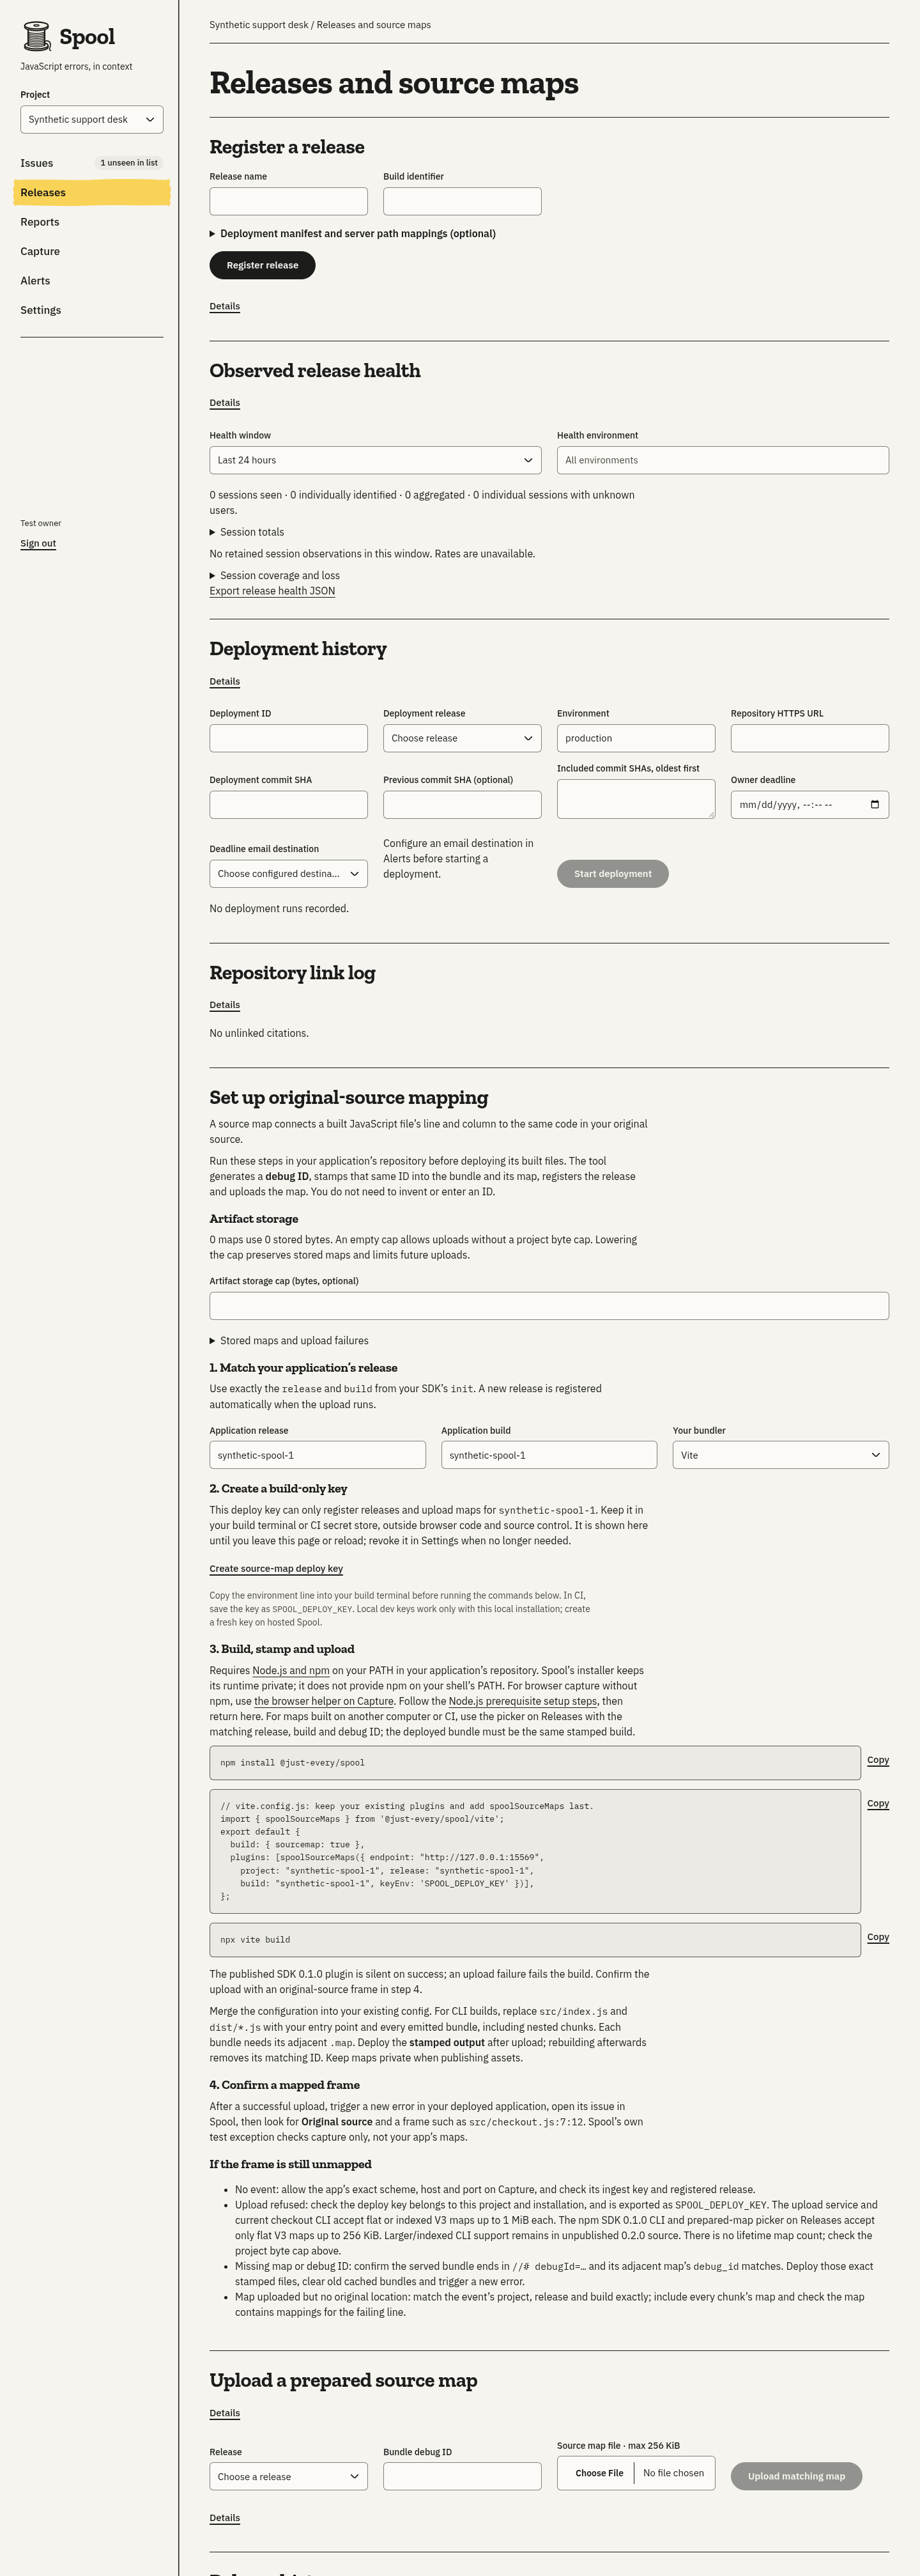 Spool
JavaScript errors, in context
Project
Synthetic support desk
Issues
1 unseen in list
Releases
Reports
Capture
Alerts
Settings
Test owner
Sign out
Synthetic support desk / Releases and source maps
Releases and source maps
Register a release
Release name
Build identifier
Deployment manifest and server path mappings (optional)
Register release
Details
Observed release health
Details
Health window
Health environment
Last 24 hours
All environments
0 sessions seen · 0 individually identified · 0 aggregated · 0 individual sessions with unknown
users.
Session totals
No retained session observations in this window. Rates are unavailable.
Session coverage and loss
Export release health JSON
Deployment history
Details
Deployment ID
Deployment release
Environment
Repository HTTPS URL
Choose release
production
Deployment commit SHA
Previous commit SHA (optional)
Included commit SHAs, oldest first
Owner deadline
mm/dd/yyyy, --:-- --
Deadline email destination
Choose configured destina...
Configure an email destination in
Alerts before starting a
deployment.
Start deployment
No deployment runs recorded.
Repository link log
Details
No unlinked citations.
Set up original-source mapping
A source map connects a built JavaScript file’s line and column to the same code in your original
source.
Run these steps in your application’s repository before deploying its built files. The tool
generates a debug ID, stamps that same ID into the bundle and its map, registers the release
and uploads the map. You do not need to invent or enter an ID.
Artifact storage
0 maps use 0 stored bytes. An empty cap allows uploads without a project byte cap. Lowering
the cap preserves stored maps and limits future uploads.
Artifact storage cap (bytes, optional)
Stored maps and upload failures
1. Match your application’s release
Use exactly the release and build from your SDK’s init. A new release is registered
automatically when the upload runs.
Application release
Application build
Your bundler
synthetic-spool-1
synthetic-spool-1
Vite
2. Create a build-only key
This deploy key can only register releases and upload maps for synthetic-spool-1. Keep it in
your build terminal or CI secret store, outside browser code and source control. It is shown here
until you leave this page or reload; revoke it in Settings when no longer needed.
Create source-map deploy key
Copy the environment line into your build terminal before running the commands below. In CI,
save the key as SPOOL_DEPLOY_KEY. Local dev keys work only with this local installation; create
a fresh key on hosted Spool.
3. Build, stamp and upload
Requires Node.js and npm on your PATH in your application’s repository. Spool’s installer keeps
its runtime private; it does not provide npm on your shell’s PATH. For browser capture without
npm, use the browser helper on Capture. Follow the Node.js prerequisite setup steps, then
return here. For maps built on another computer or CI, use the picker on Releases with the
matching release, build and debug ID; the deployed bundle must be the same stamped build.
npm install @just-every/spool
Copy
// vite.config.js: keep your existing plugins and add spoolSourceMaps last.
import { spoolSourceMaps } from '@just-every/spool/vite';
export default {
build: { sourcemap: true },
plugins: [spoolSourceMaps({ endpoint: "http://127.0.0.1:15569",
project: "synthetic-spool-1", release: "synthetic-spool-1",
build: "synthetic-spool-1", keyEnv: 'SPOOL_DEPLOY_KEY' })],
};
Copy
npx vite build
Copy
The published SDK 0.1.0 plugin is silent on success; an upload failure fails the build. Confirm the
upload with an original-source frame in step 4.
Merge the configuration into your existing config. For CLI builds, replace src/index.js and
dist/*.js with your entry point and every emitted bundle, including nested chunks. Each
bundle needs its adjacent .map. Deploy the stamped output after upload; rebuilding afterwards
removes its matching ID. Keep maps private when publishing assets.
4. Confirm a mapped frame
After a successful upload, trigger a new error in your deployed application, open its issue in
Spool, then look for Original source and a frame such as src/checkout.js:7:12. Spool’s own
test exception checks capture only, not your app’s maps.
If the frame is still unmapped
• No event: allow the app’s exact scheme, host and port on Capture, and check its ingest key and registered release.
• Upload refused: check the deploy key belongs to this project and installation, and is exported as SPOOL_DEPLOY_KEY. The upload service and
current checkout CLI accept flat or indexed V3 maps up to 1 MiB each. The npm SDK 0.1.0 CLI and prepared-map picker on Releases accept
only flat V3 maps up to 256 KiB. Larger/indexed CLI support remains in unpublished 0.2.0 source. There is no lifetime map count; check the
project byte cap above.
• Missing map or debug ID: confirm the served bundle ends in //# debugId=… and its adjacent map’s debug_id matches. Deploy those exact
stamped files, clear old cached bundles and trigger a new error.
• Map uploaded but no original location: match the event’s project, release and build exactly; include every chunk’s map and check the map
contains mappings for the failing line.
Upload a prepared source map
Details
Release
Bundle debug ID
Source map file · max 256 KiB
Choose a release
Choose File
No file chosen
Upload matching map
Details